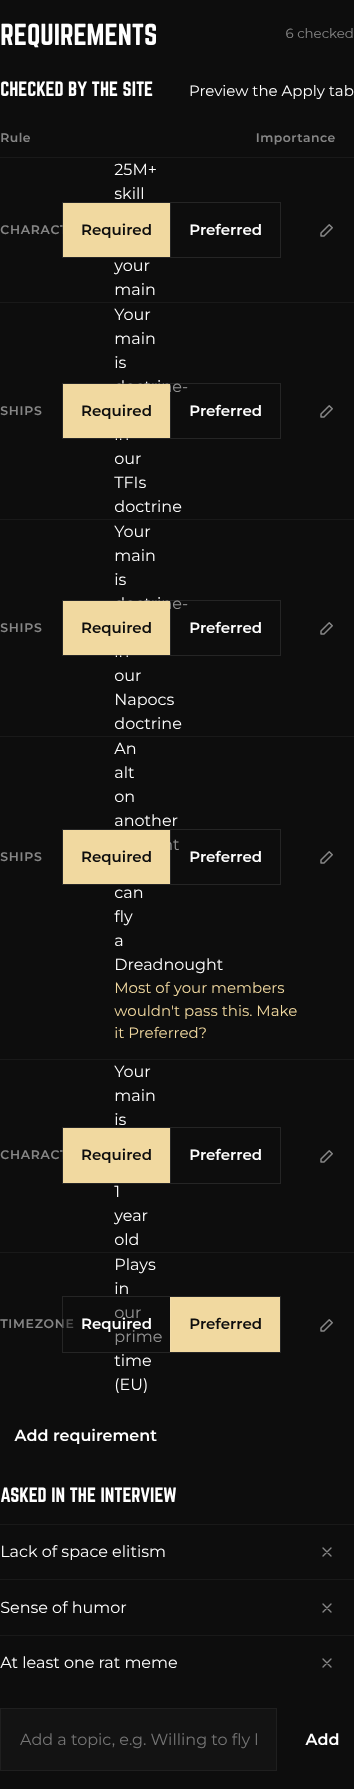 REQUIREMENTS
6 checked
CHECKED BY THE SITE
Preview the Apply tab
Rule
Importance
25M+
skill
Required
Preferred
your
main
Your
main
is
SHIPS
Required
Preferred
in
our
TFIs
doctrine
Your
main
is
doctrine-
SHIPS
Required
Preferred
in
our
Napocs
doctrine
An
alt
on
another
SHIPS
Required
Preferred
can
fly
a
Dreadnought
Most of your members
wouldn't pass this. Make
it Preferred?
Your
main
is
Required
Preferred
1
year
old
Plays
in
our
TIMEZONE
Required
Preferred
prime
time
(EU)
Add requirement
ASKED IN THE INTERVIEW
Lack of space elitism
Sense of humor
At least one rat meme
Add a topic, e.g. Willing to fly l
Add